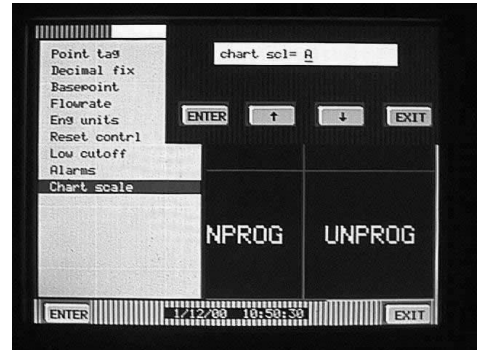 Point tag
Decimal fix
Basepoint
Flowrate
Eng units
Reset contrl
Low cutoff
Alarms
Chart scale
chart scl= A
ENTER ↑ ↓ EXIT
NPROG UNPROG
ENTER 1/12/00 10:50:30 EXIT